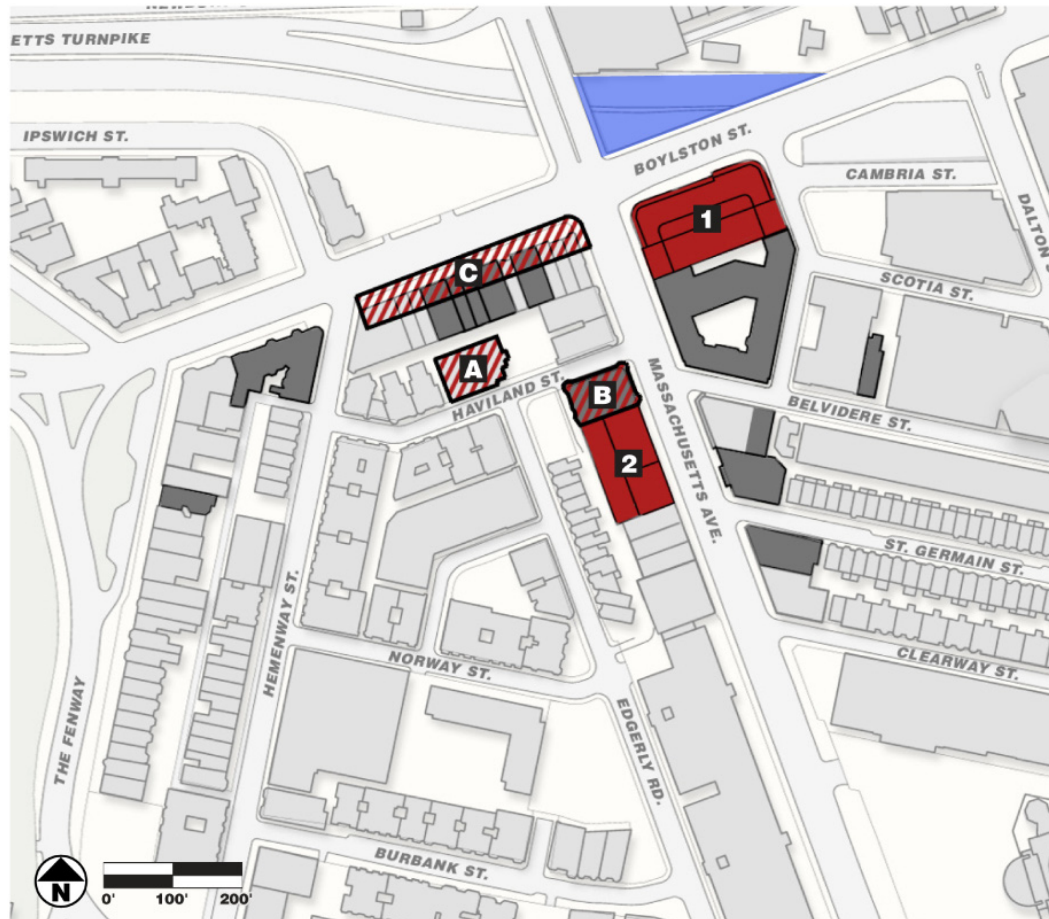 ETTS TURNPIKE
IPSWICH ST.
BOYLSTON ST.
CAMBRIA ST.
DALTON
1
SCOTIA ST.
C
A
HAVILAND ST.
B
MASSACHUSETTS AVE.
BELVIDERE ST.
2
ST. GERMAIN ST.
HEMENWAY ST.
NORWAY ST.
CLEARWAY ST.
THE FENWAY
EDGERLY RD.
BURBANK ST.
N
0' 100' 200'